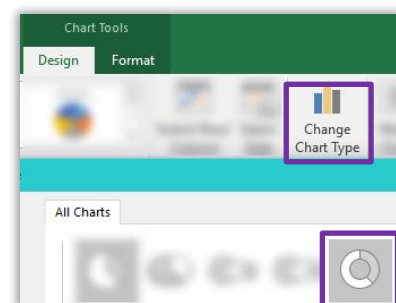 Chart Tools
Design Format
Change
Chart Type
All Charts